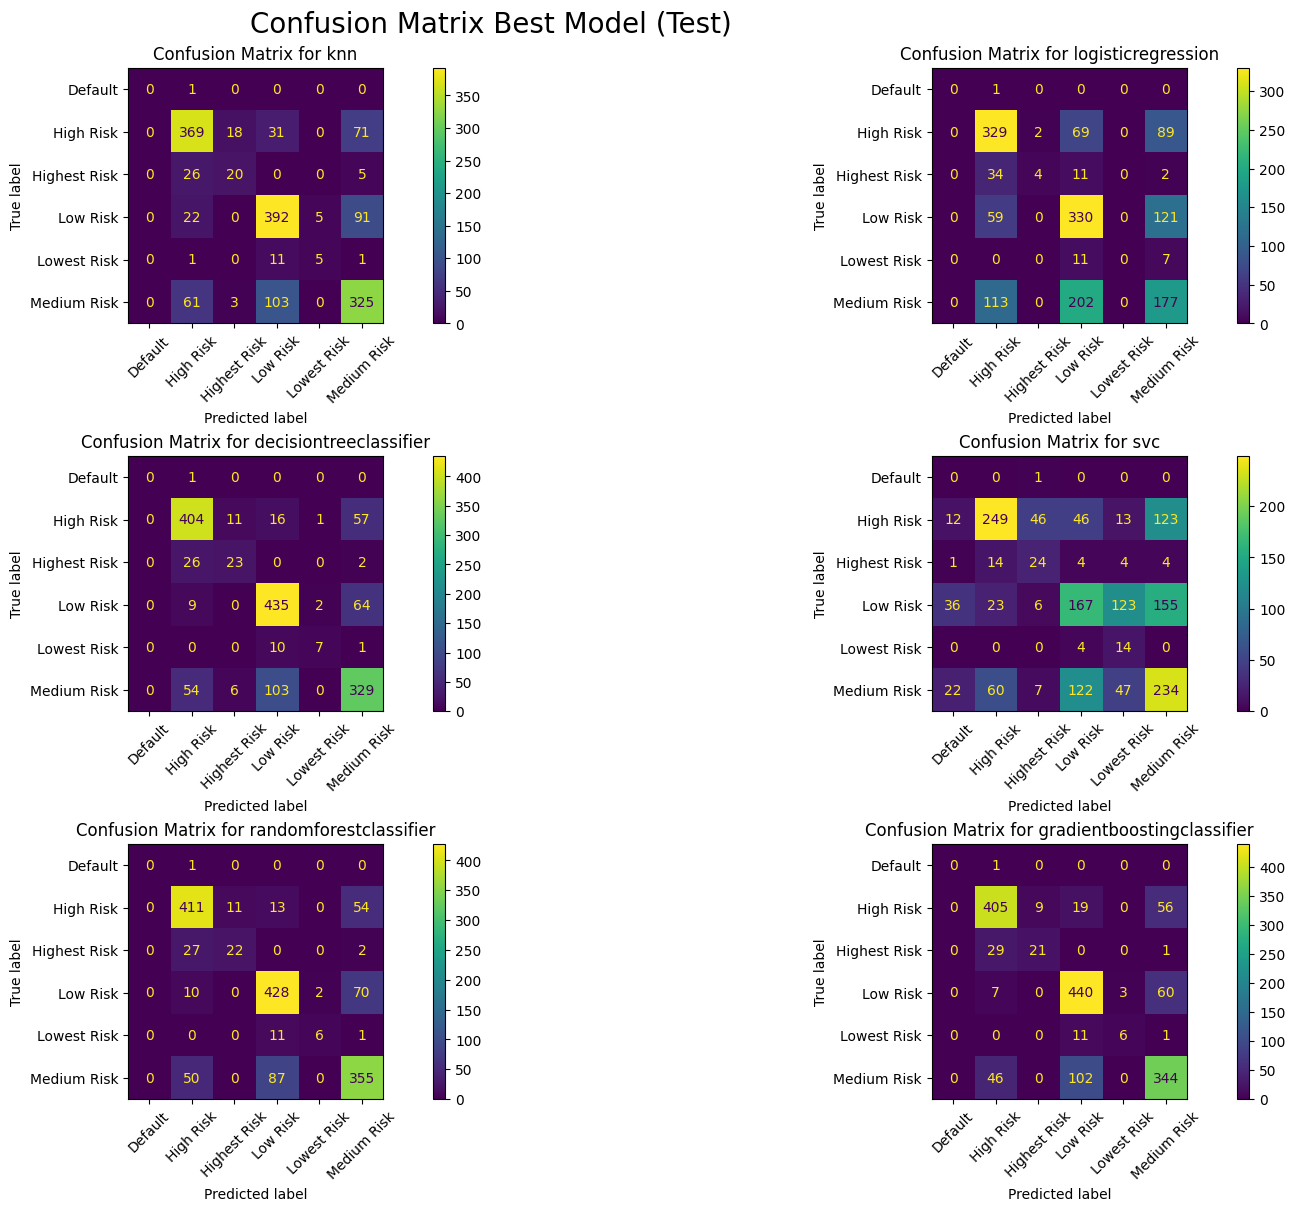 Confusion Matrix Best Model (Test)
Confusion Matrix for knn
True label
Default 0 1 0 0 0 0
High Risk 0 369 18 31 0 71
Highest Risk 0 26 20 0 0 5
Low Risk 0 22 0 392 5 91
Lowest Risk 0 1 0 11 5 1
Medium Risk 0 61 3 103 0 325
Default High Risk Highest Risk Low Risk Lowest Risk Medium Risk
Predicted label
350
300
250
200
150
100
50
0
Confusion Matrix for logisticregression
True label
Default 0 1 0 0 0 0
High Risk 0 329 2 69 0 89
Highest Risk 0 34 4 11 0 2
Low Risk 0 59 0 330 0 121
Lowest Risk 0 0 0 11 0 7
Medium Risk 0 113 0 202 0 177
Default High Risk Highest Risk Low Risk Lowest Risk Medium Risk
Predicted label
300
250
200
150
100
50
0
Confusion Matrix for decisiontreeclassifier
True label
Default 0 1 0 0 0 0
High Risk 0 404 11 16 1 57
Highest Risk 0 26 23 0 0 2
Low Risk 0 9 0 435 2 64
Lowest Risk 0 0 0 10 7 1
Medium Risk 0 54 6 103 0 329
Default High Risk Highest Risk Low Risk Lowest Risk Medium Risk
Predicted label
400
350
300
250
200
150
100
50
0
Confusion Matrix for svc
True label
Default 0 0 1 0 0 0
High Risk 12 249 46 46 13 123
Highest Risk 1 14 24 4 4 4
Low Risk 36 23 6 167 123 155
Lowest Risk 0 0 0 4 14 0
Medium Risk 22 60 7 122 47 234
Default High Risk Highest Risk Low Risk Lowest Risk Medium Risk
Predicted label
200
150
100
50
0
Confusion Matrix for randomforestclassifier
True label
Default 0 1 0 0 0 0
High Risk 0 411 11 13 0 54
Highest Risk 0 27 22 0 0 2
Low Risk 0 10 0 428 2 70
Lowest Risk 0 0 0 11 6 1
Medium Risk 0 50 0 87 0 355
Default High Risk Highest Risk Low Risk Lowest Risk Medium Risk
Predicted label
400
350
300
250
200
150
100
50
0
Confusion Matrix for gradientboostingclassifier
True label
Default 0 1 0 0 0 0
High Risk 0 405 9 19 0 56
Highest Risk 0 29 21 0 0 1
Low Risk 0 7 0 440 3 60
Lowest Risk 0 0 0 11 6 1
Medium Risk 0 46 0 102 0 344
Default High Risk Highest Risk Low Risk Lowest Risk Medium Risk
Predicted label
400
350
300
250
200
150
100
50
0